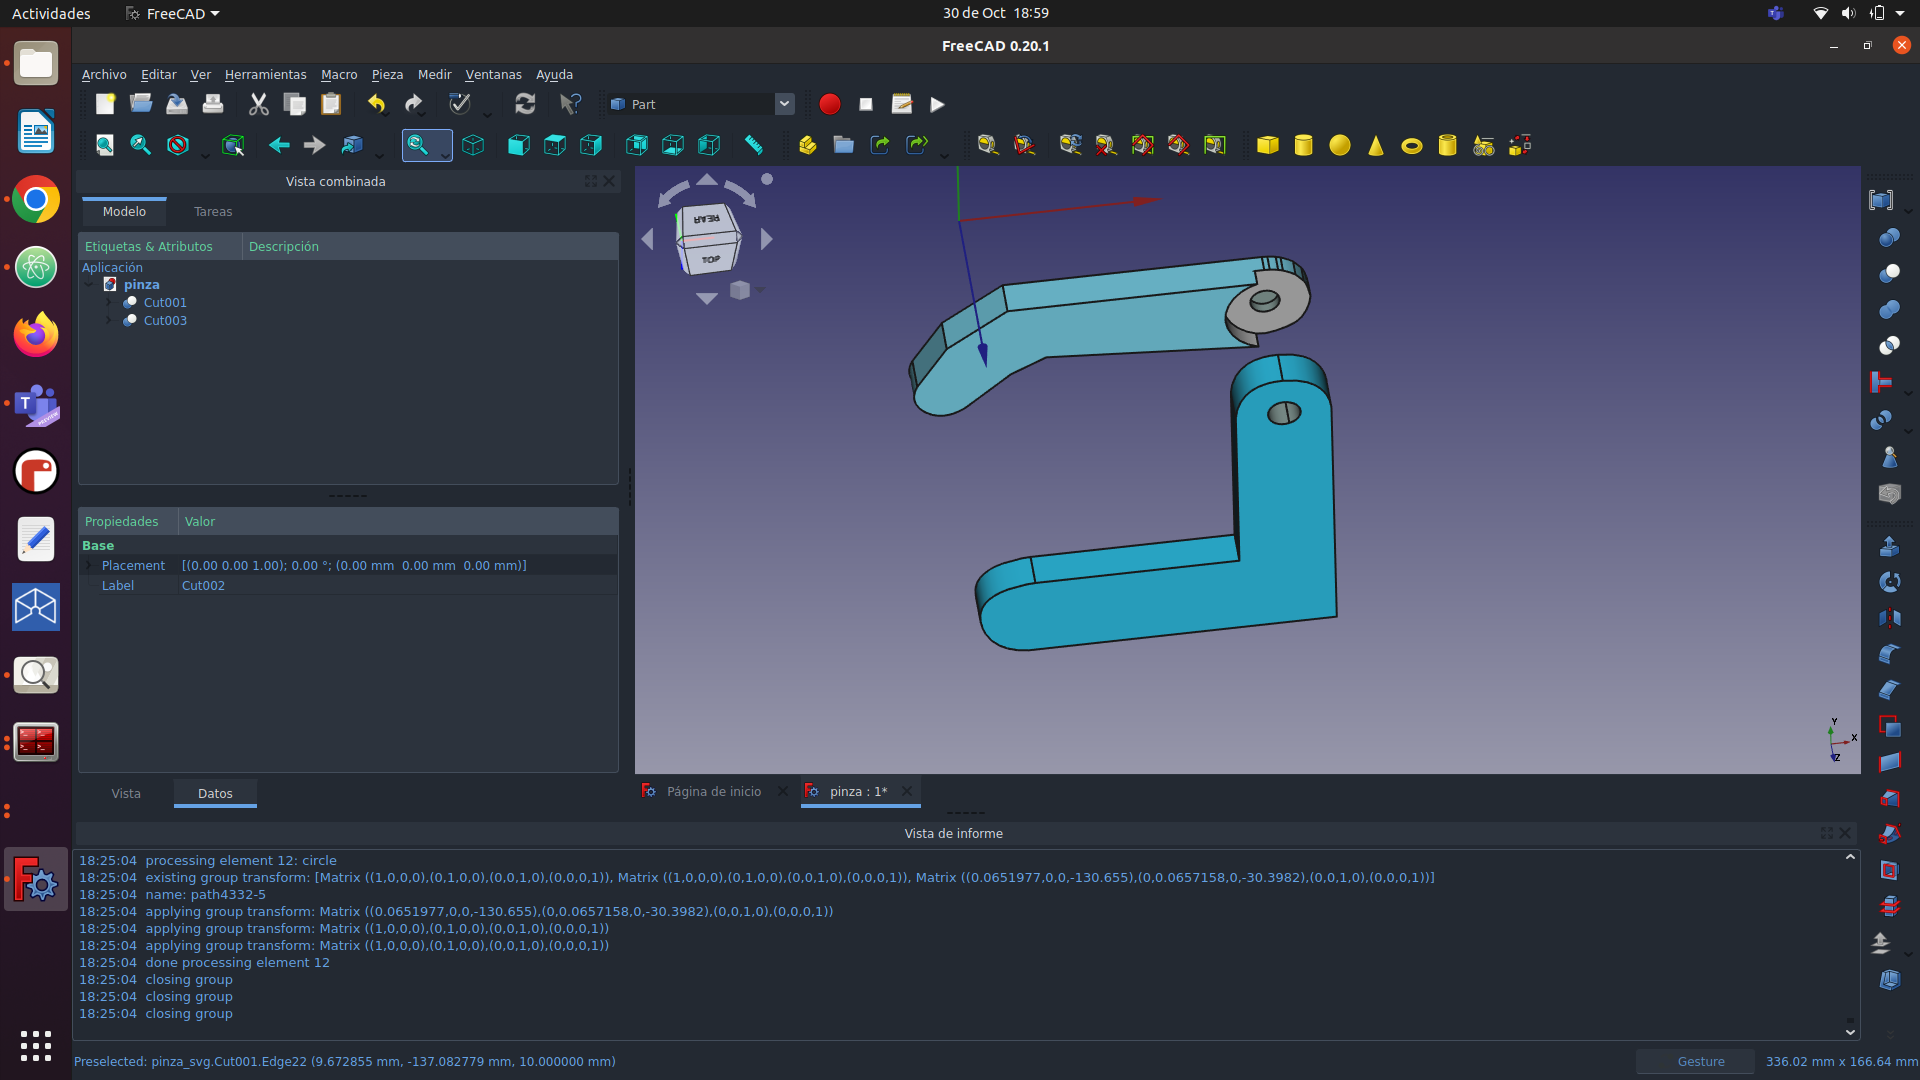 Actividades
FreeCAD
30 de Oct 18:59
FreeCAD 0.20.1
Archivo Editar Ver Herramientas Macro Pieza Medir Ventanas Ayuda
Part
Vista combinada
Modelo Tareas
Etiquetas & Atributos Descripción
Aplicación
pinza
Cut001
Cut003
Propiedades Valor
Base
Placement [(0.00 0.00 1.00); 0.00 °; (0.00 mm 0.00 mm 0.00 mm)]
Label Cut002
Vista Datos
REAR
TOP
Y
X
Z
Página de inicio
pinza : 1*
Vista de informe
18:25:04 processing element 12: circle
18:25:04 existing group transform: [Matrix ((1,0,0,0),(0,1,0,0),(0,0,1,0),(0,0,0,1)), Matrix ((1,0,0,0),(0,1,0,0),(0,0,1,0),(0,0,0,1)), Matrix ((0.0651977,0,0,-130.655),(0,0.0657158,0,-30.3982),(0,0,1,0),(0,0,0,1))]
18:25:04 name: path4332-5
18:25:04 applying group transform: Matrix ((0.0651977,0,0,-130.655),(0,0.0657158,0,-30.3982),(0,0,1,0),(0,0,0,1))
18:25:04 applying group transform: Matrix ((1,0,0,0),(0,1,0,0),(0,0,1,0),(0,0,0,1))
18:25:04 applying group transform: Matrix ((1,0,0,0),(0,1,0,0),(0,0,1,0),(0,0,0,1))
18:25:04 done processing element 12
18:25:04 closing group
18:25:04 closing group
18:25:04 closing group
Preselected: pinza_svg.Cut001.Edge22 (9.672855 mm, -137.082779 mm, 10.000000 mm)
Gesture
336.02 mm x 166.64 mm